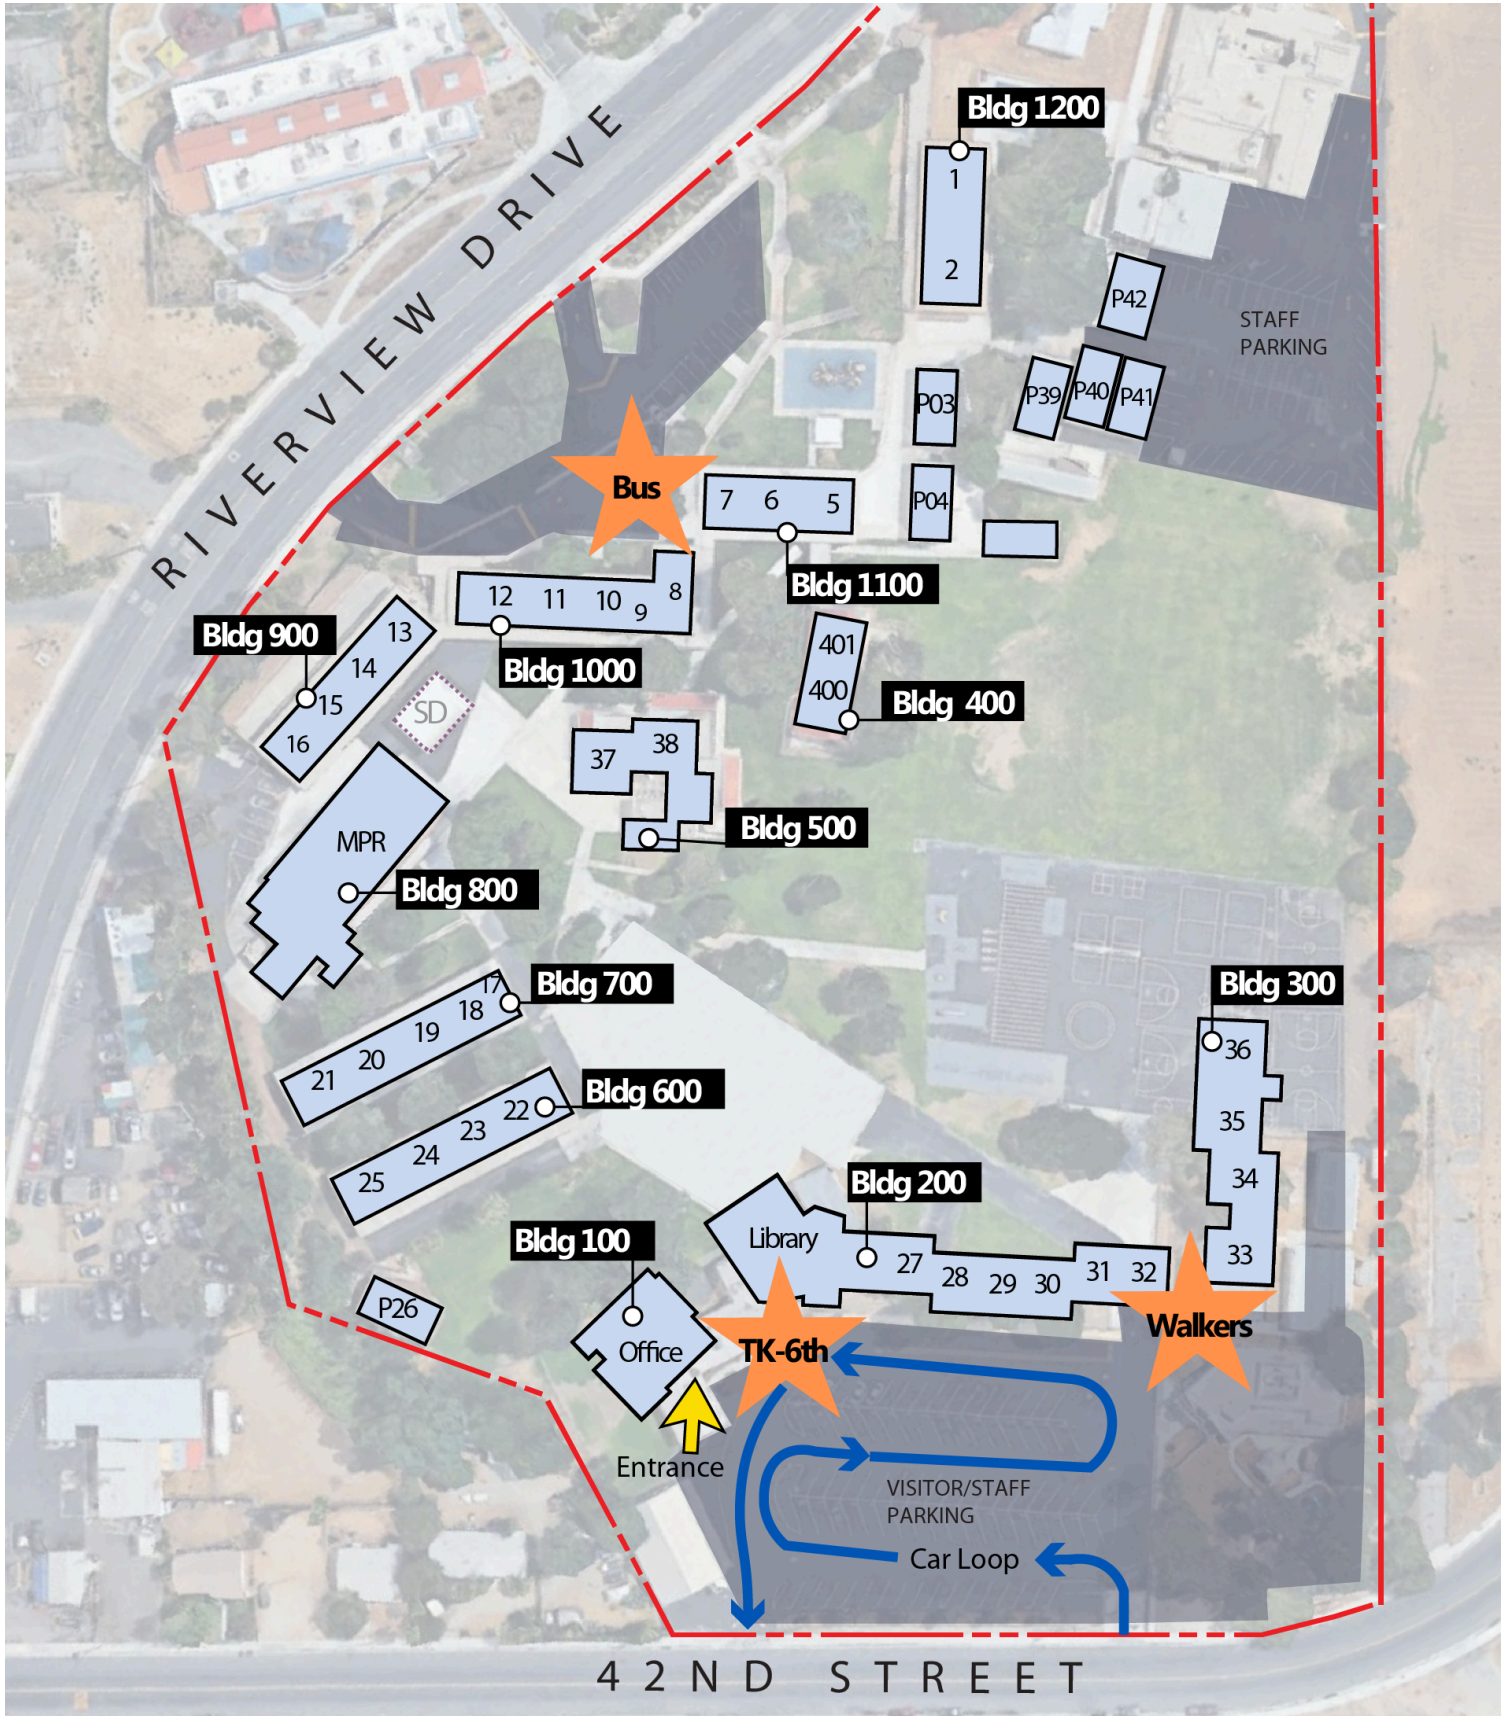 Bldg 1200
1
2
RIVERVIEW DRIVE
P42
STAFF
PARKING
P03
P39
P40
P41
Bus
7 6 5
P04
Bldg 1100
12 11 10 9 8
Bldg 900
13
14
15
16
Bldg 1000
SD
401
400
Bldg 400
37
38
MPR
Bldg 500
Bldg 800
Bldg 700
17
18
19
20
21
Bldg 300
36
35
34
33
Bldg 600
22
23
24
25
Bldg 200
Library
27
28
29
30
31
32
Bldg 100
P26
Office
TK-6th
Walkers
Entrance
VISITOR/STAFF
PARKING
Car Loop
42ND STREET